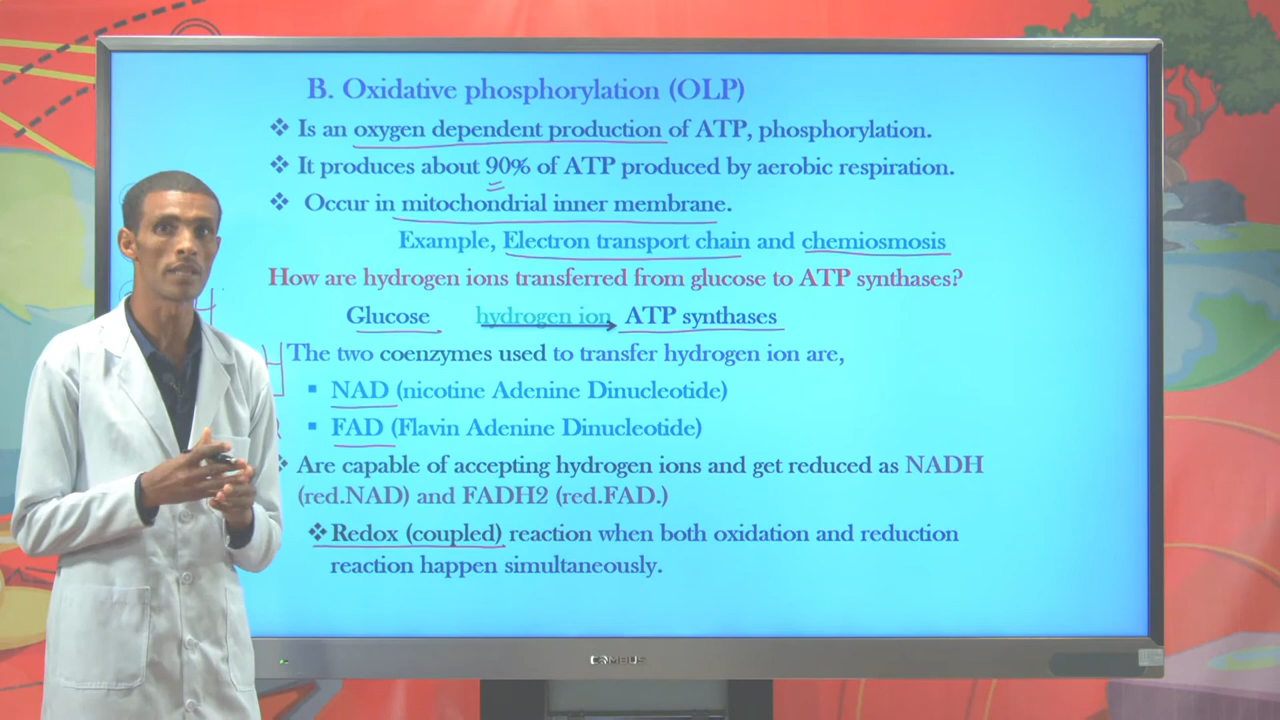 B. Oxidative phosphorylation (OLP)
❖ Is an oxygen dependent production of ATP, phosphorylation.
❖ It produces about 90% of ATP produced by aerobic respiration.
❖ Occur in mitochondrial inner membrane.
Example, Electron transport chain and chemiosmosis
How are hydrogen ions transferred from glucose to ATP synthases?
Glucose hydrogen ion ATP synthases
The two coenzymes used to transfer hydrogen ion are,
▪ NAD (nicotine Adenine Dinucleotide)
▪ FAD (Flavin Adenine Dinucleotide)
❖ Are capable of accepting hydrogen ions and get reduced as NADH
(red.NAD) and FADH2 (red.FAD.)
❖Redox (coupled) reaction when both oxidation and reduction
reaction happen simultaneously.